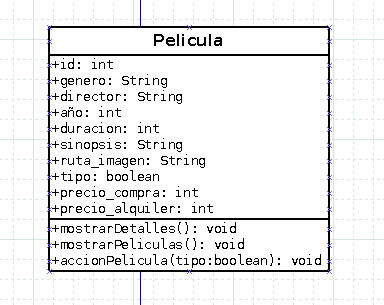 Pelicula
+id: int
+genero: String
+director: String
+año: int
+duracion: int
+sinopsis: String
+ruta_imagen: String
+tipo: boolean
+precio_compra: int
+precio_alquiler: int
+mostrarDetalles(): void
+mostrarPeliculas(): void
+accionPelicula(tipo:boolean): void